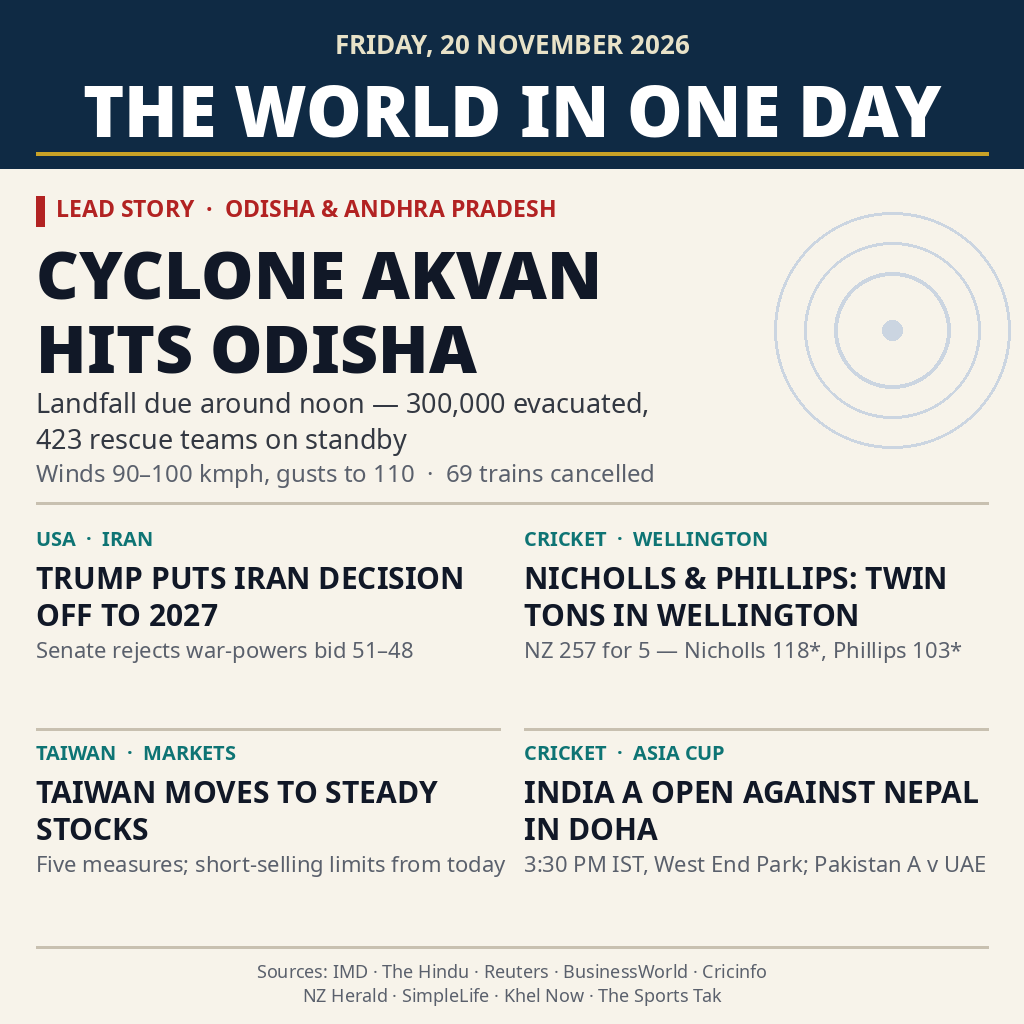 FRIDAY, 20 NOVEMBER 2026
THE WORLD IN ONE DAY
LEAD STORY · ODISHA & ANDHRA PRADESH
CYCLONE AKVAN
HITS ODISHA
Landfall due around noon — 300,000 evacuated,
423 rescue teams on standby
Winds 90–100 kmph, gusts to 110 · 69 trains cancelled
USA · IRAN
TRUMP PUTS IRAN DECISION
OFF TO 2027
Senate rejects war-powers bid 51–48
CRICKET · WELLINGTON
NICHOLLS & PHILLIPS: TWIN
TONS IN WELLINGTON
NZ 257 for 5 — Nicholls 118*, Phillips 103*
TAIWAN · MARKETS
TAIWAN MOVES TO STEADY
STOCKS
Five measures; short-selling limits from today
CRICKET · ASIA CUP
INDIA A OPEN AGAINST NEPAL
IN DOHA
3:30 PM IST, West End Park; Pakistan A v UAE
Sources: IMD · The Hindu · Reuters · BusinessWorld · Cricinfo
NZ Herald · SimpleLife · Khel Now · The Sports Tak